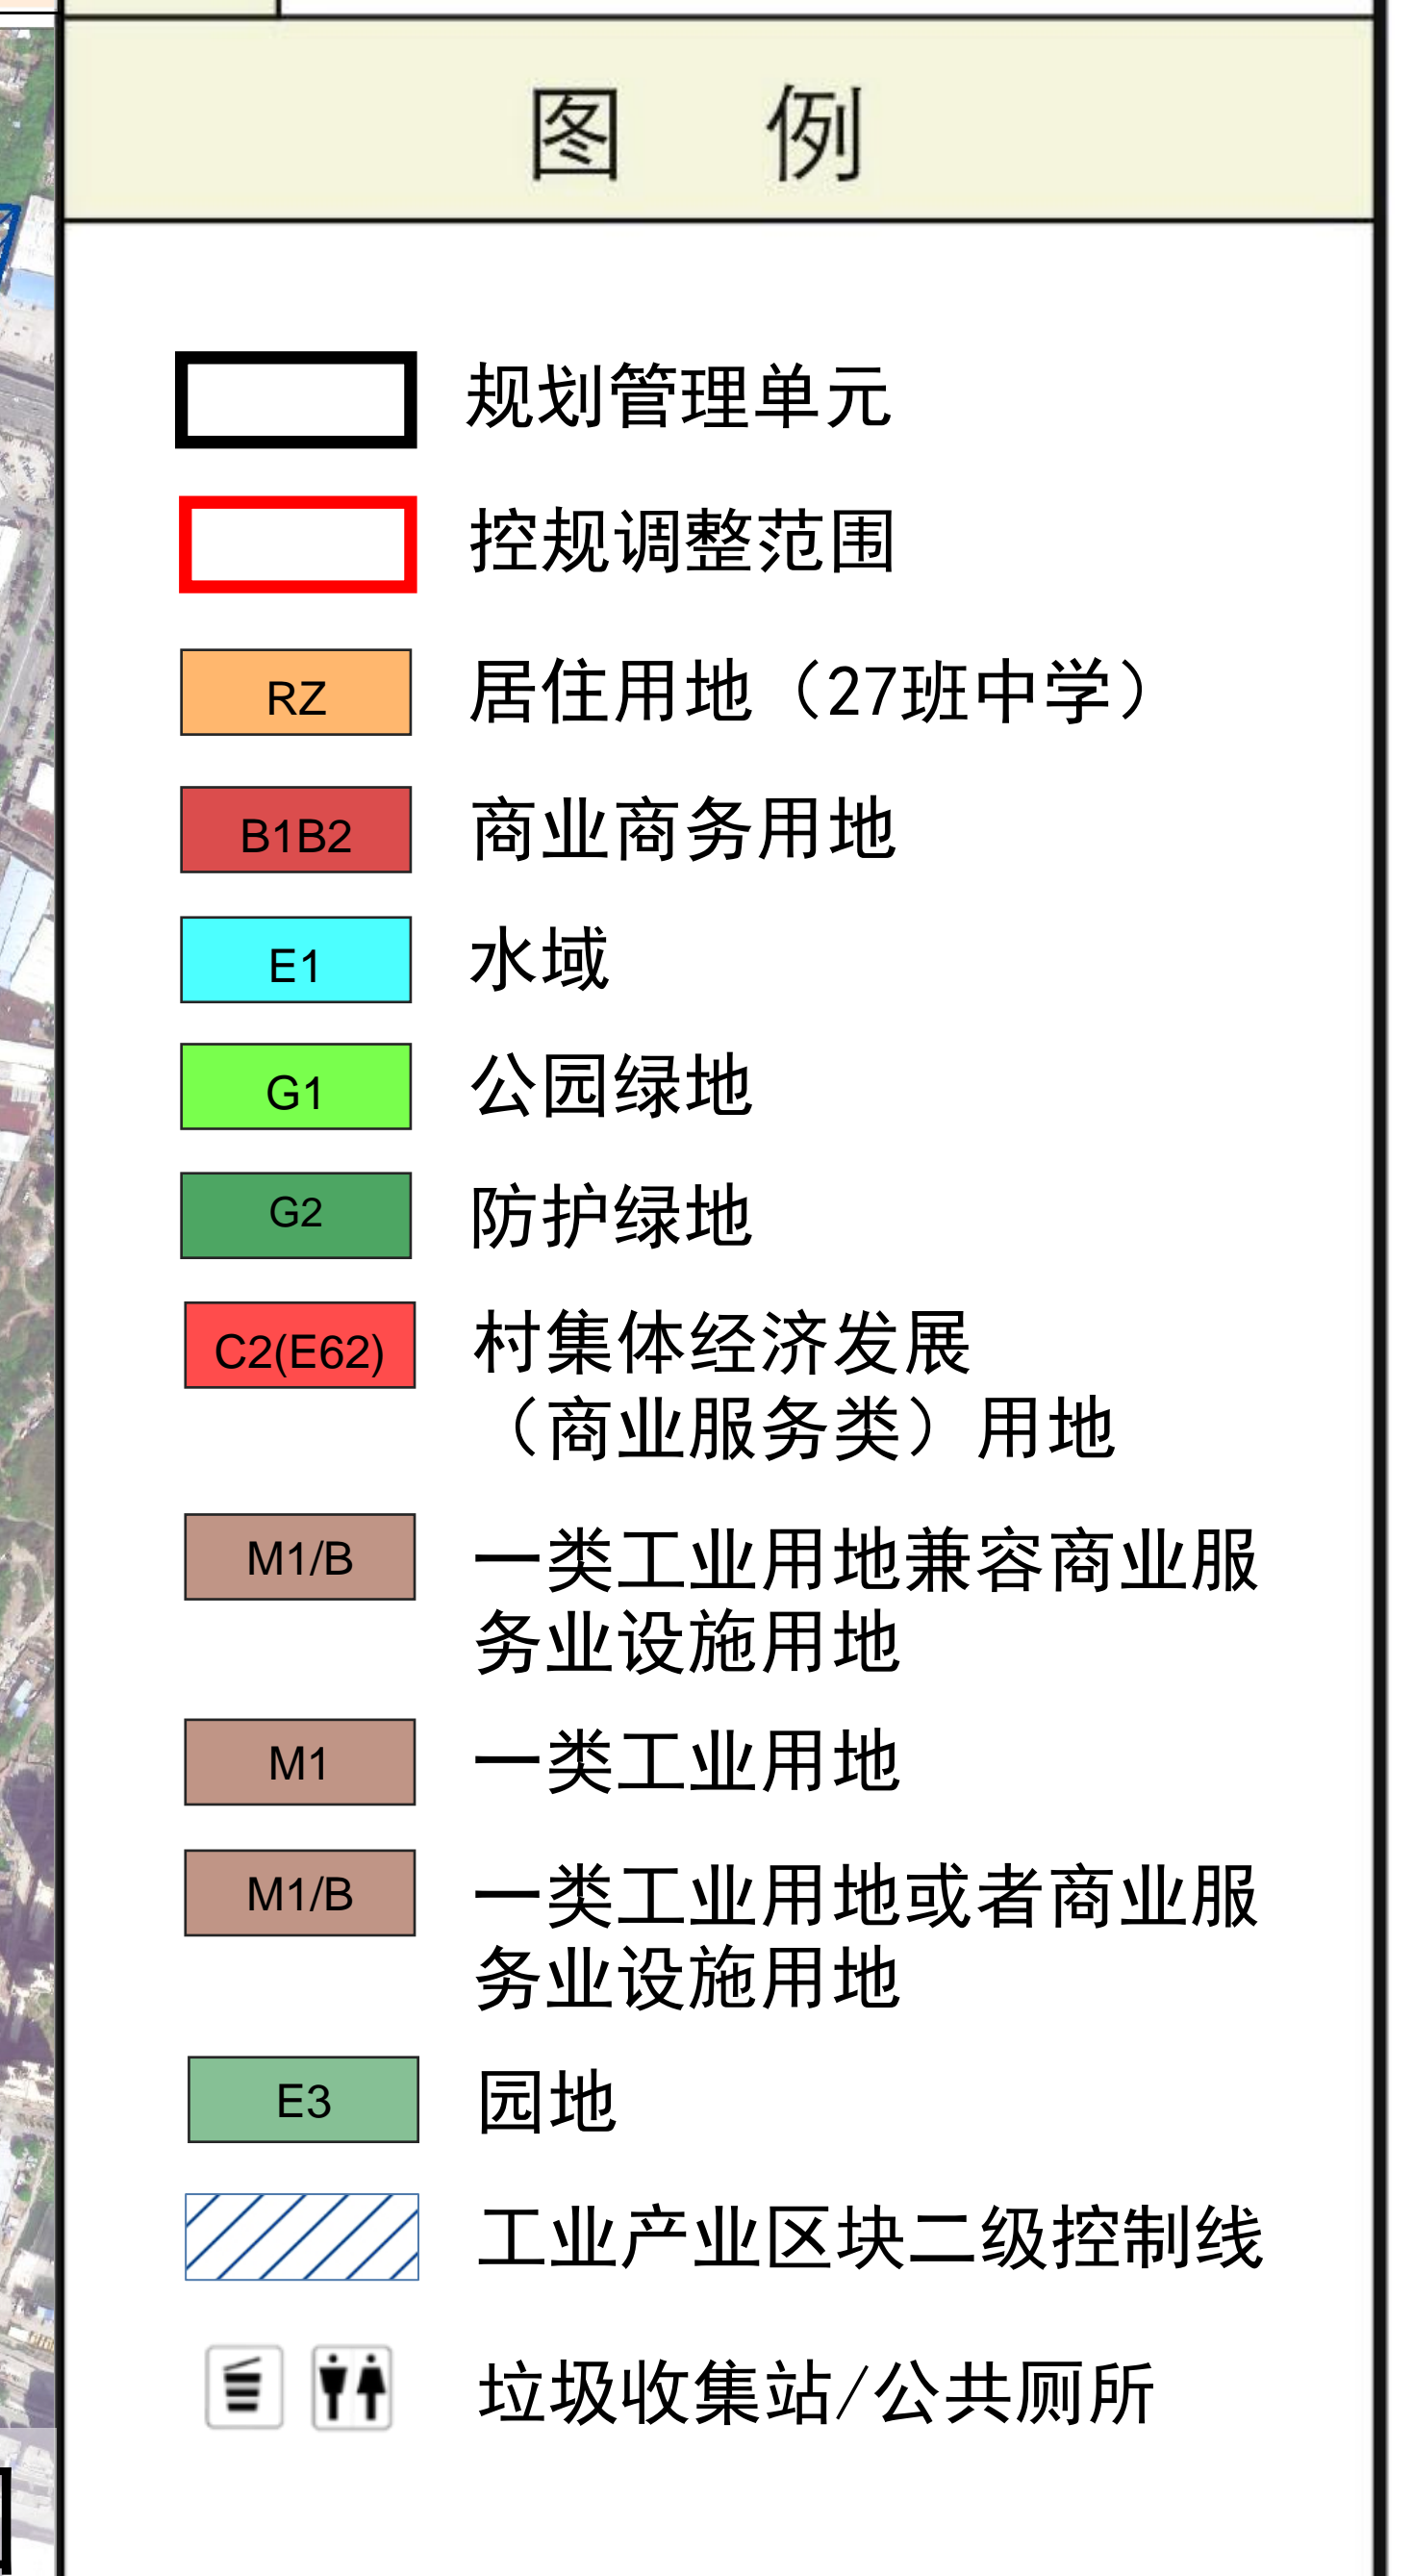 图 例
规划管理单元
控规调整范围
RZ 居住用地（27班中学）
B1B2 商业商务用地
E1 水域
G1 公园绿地
G2 防护绿地
C2(E62) 村集体经济发展
（商业服务类）用地
M1/B 一类工业用地兼容商业服
务业设施用地
M1 一类工业用地
M1/B 一类工业用地或者商业服
务业设施用地
E3 园地
工业产业区块二级控制线
垃圾收集站/公共厕所